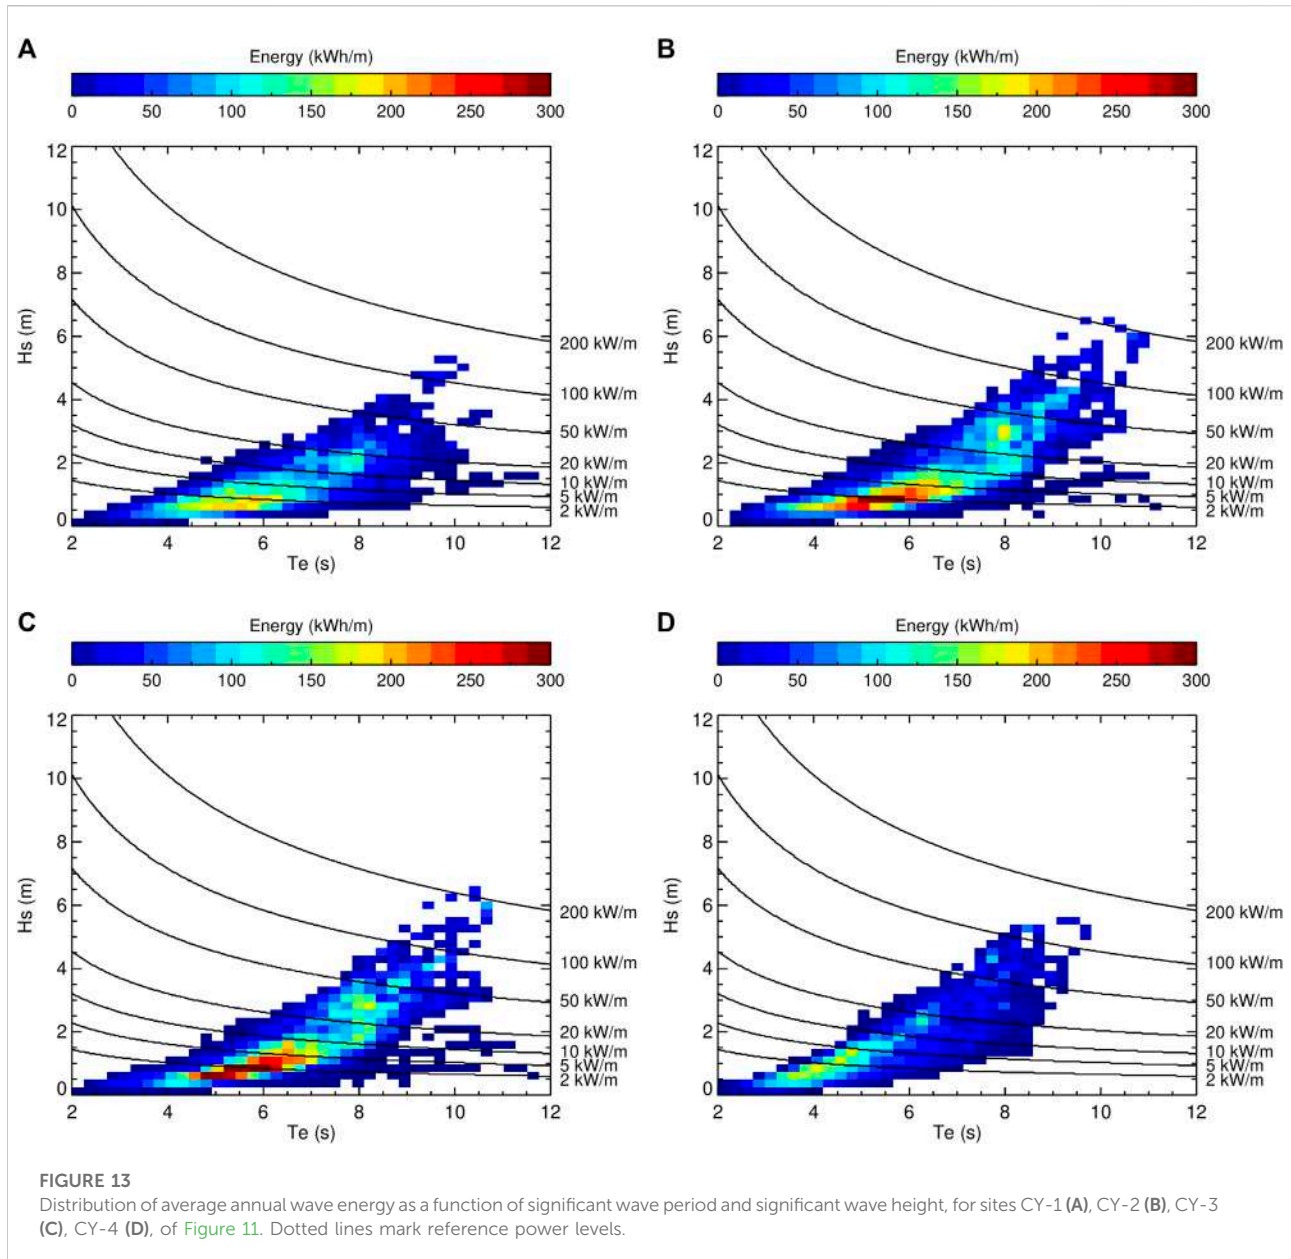 A
Energy (kWh/m)
0 50 100 150 200 250 300
12
10
8
6
4
2
0
Hs (m)
200 kW/m
100 kW/m
50 kW/m
20 kW/m
10 kW/m
5 kW/m
2 kW/m
2 4 6 8 10 12
Te (s)
B
Energy (kWh/m)
0 50 100 150 200 250 300
12
10
8
6
4
2
0
Hs (m)
200 kW/m
100 kW/m
50 kW/m
20 kW/m
10 kW/m
5 kW/m
2 kW/m
2 4 6 8 10 12
Te (s)
C
Energy (kWh/m)
0 50 100 150 200 250 300
12
10
8
6
4
2
0
Hs (m)
200 kW/m
100 kW/m
50 kW/m
20 kW/m
10 kW/m
5 kW/m
2 kW/m
2 4 6 8 10 12
Te (s)
D
Energy (kWh/m)
0 50 100 150 200 250 300
12
10
8
6
4
2
0
Hs (m)
200 kW/m
100 kW/m
50 kW/m
20 kW/m
10 kW/m
5 kW/m
2 kW/m
2 4 6 8 10 12
Te (s)
FIGURE 13
Distribution of average annual wave energy as a function of significant wave period and significant wave height, for sites CY-1 (A), CY-2 (B), CY-3
(C), CY-4 (D), of Figure 11. Dotted lines mark reference power levels.